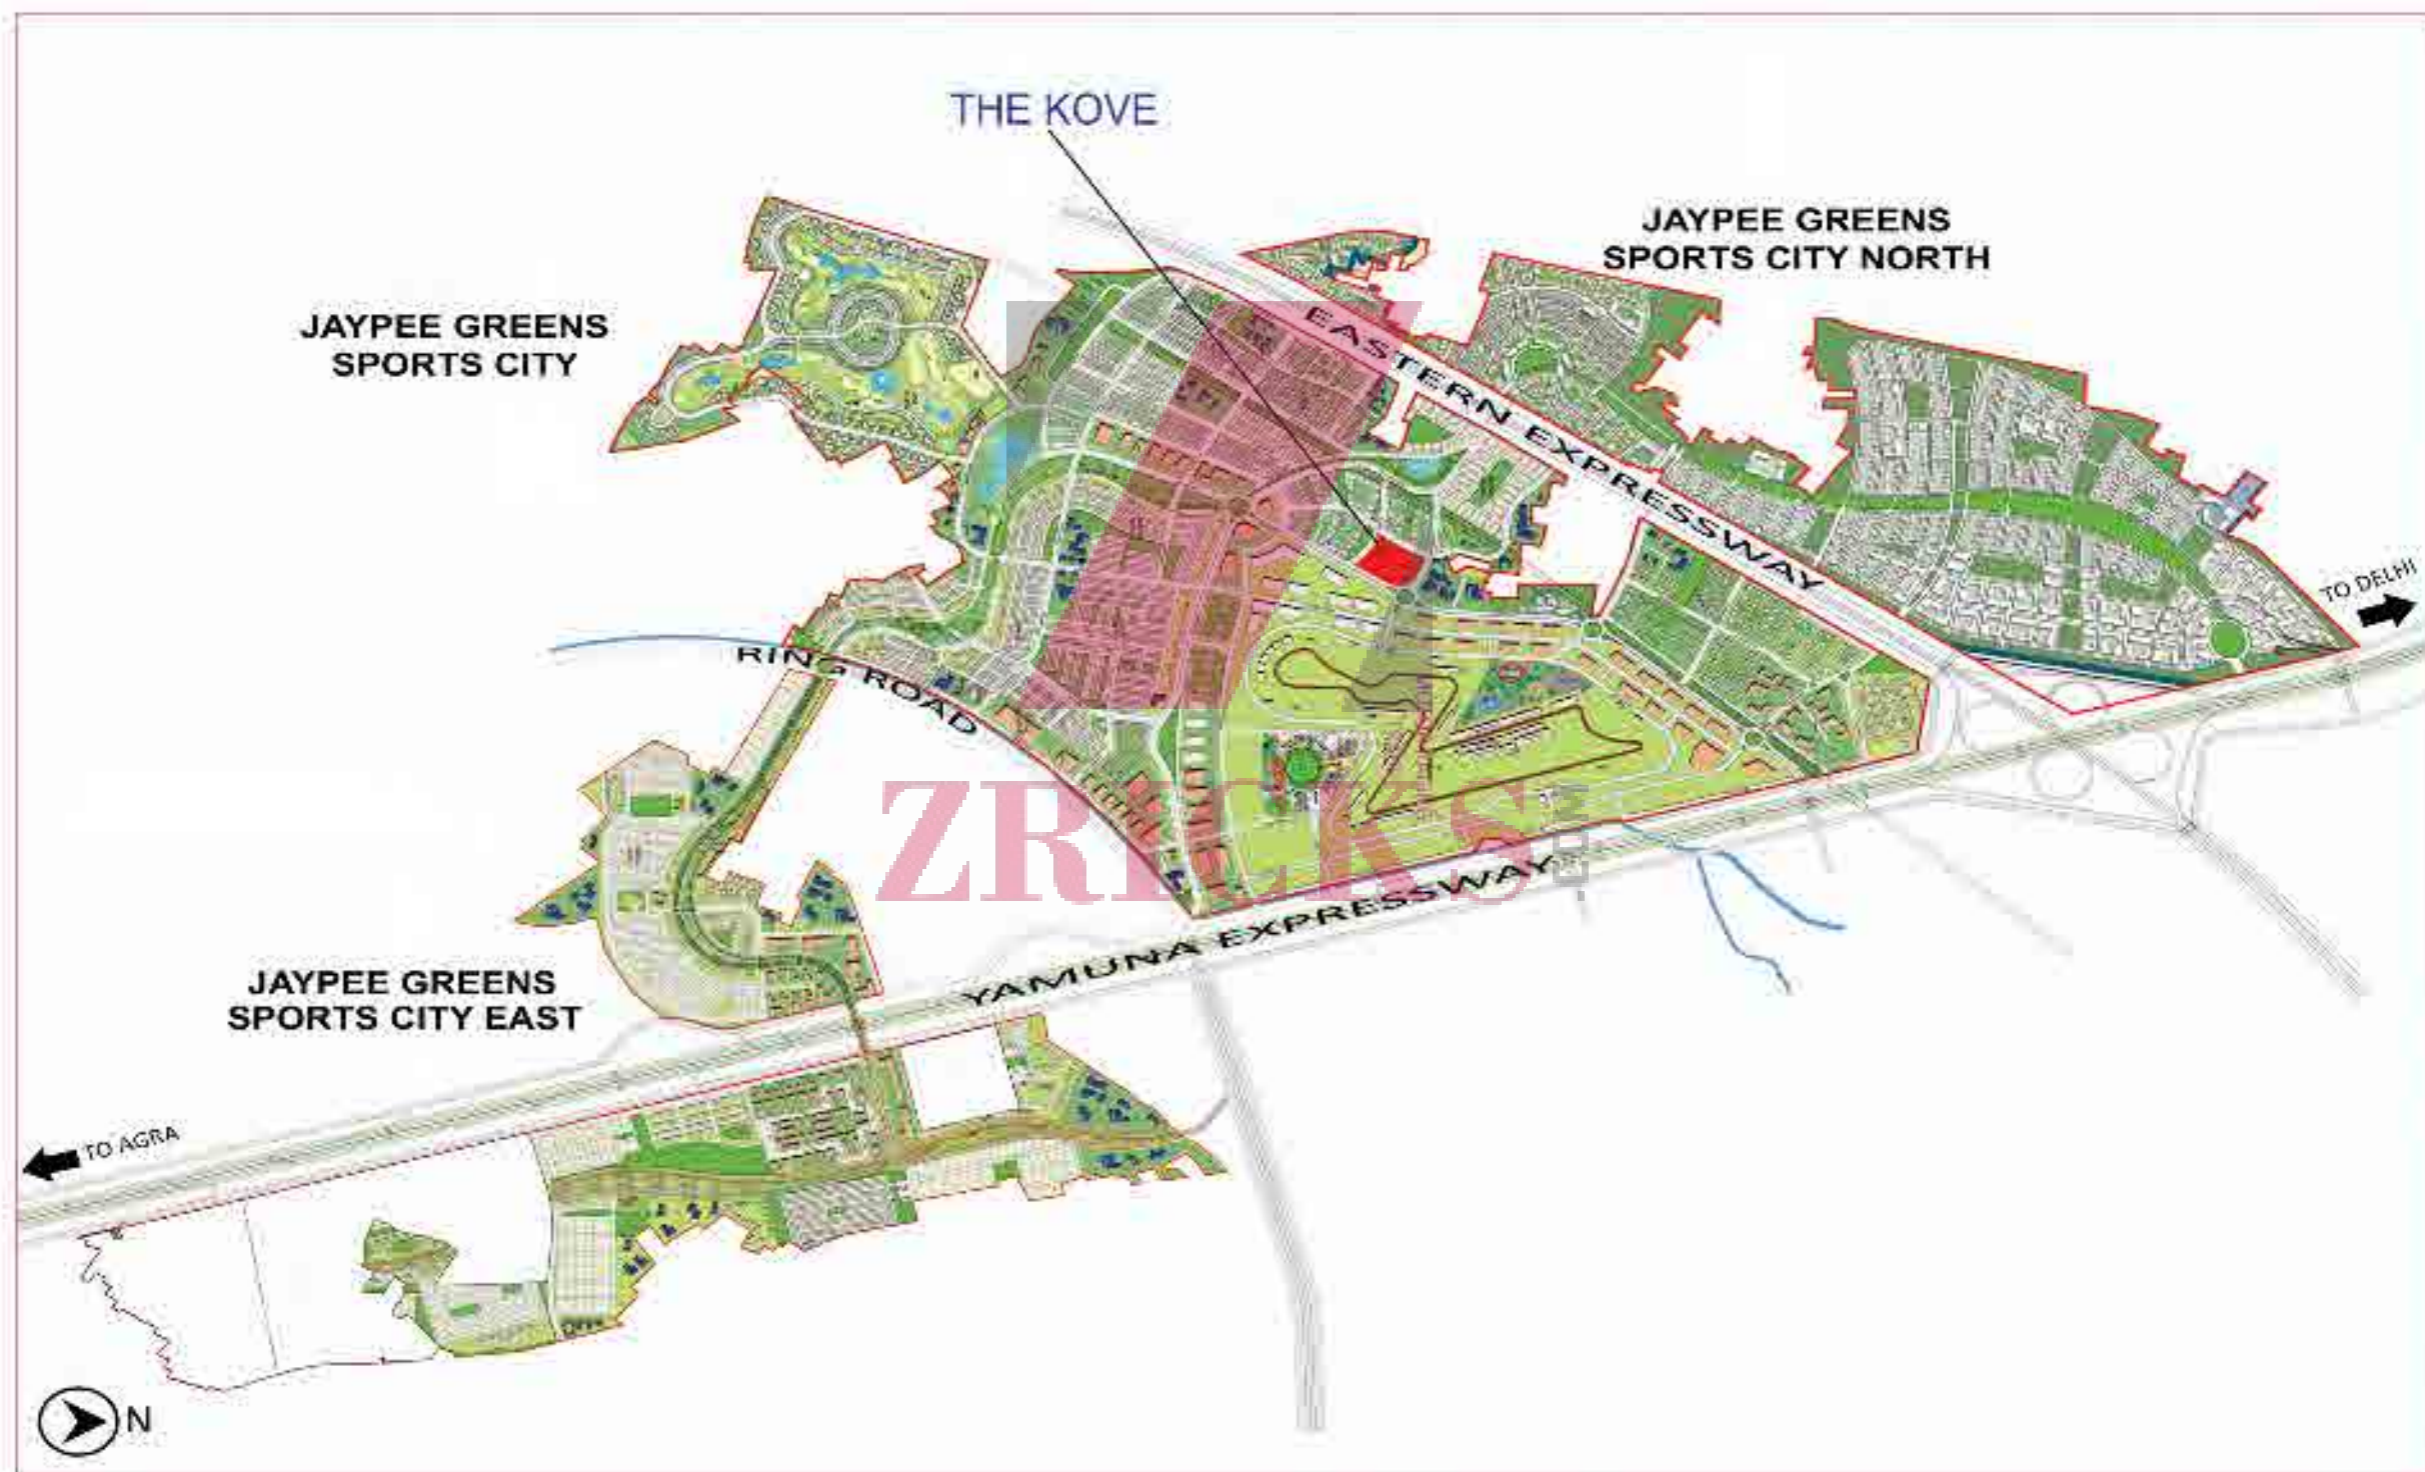 THE KOVE
JAYPEE GREENS
SPORTS CITY NORTH
JAYPEE GREENS
SPORTS CITY
EASTERN EXPRESSWAY
TO DELHI
RING ROAD
ZRICKS
YAMUNA EXPRESSWAY
JAYPEE GREENS
SPORTS CITY EAST
TO AGRA
N